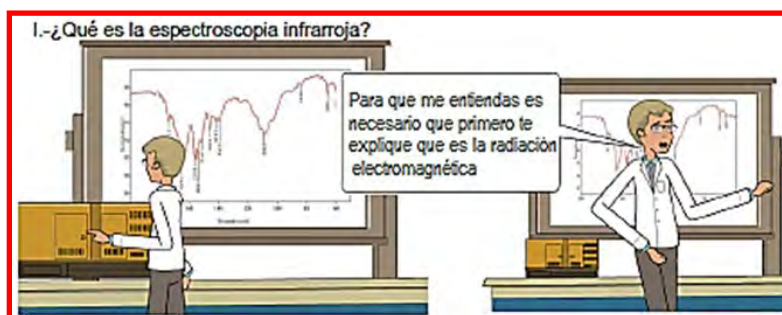 I.-¿Qué es la espectroscopia infrarroja?
Para que me entiendas es
necesario que primero te
explique que es la radiación
electromagnética